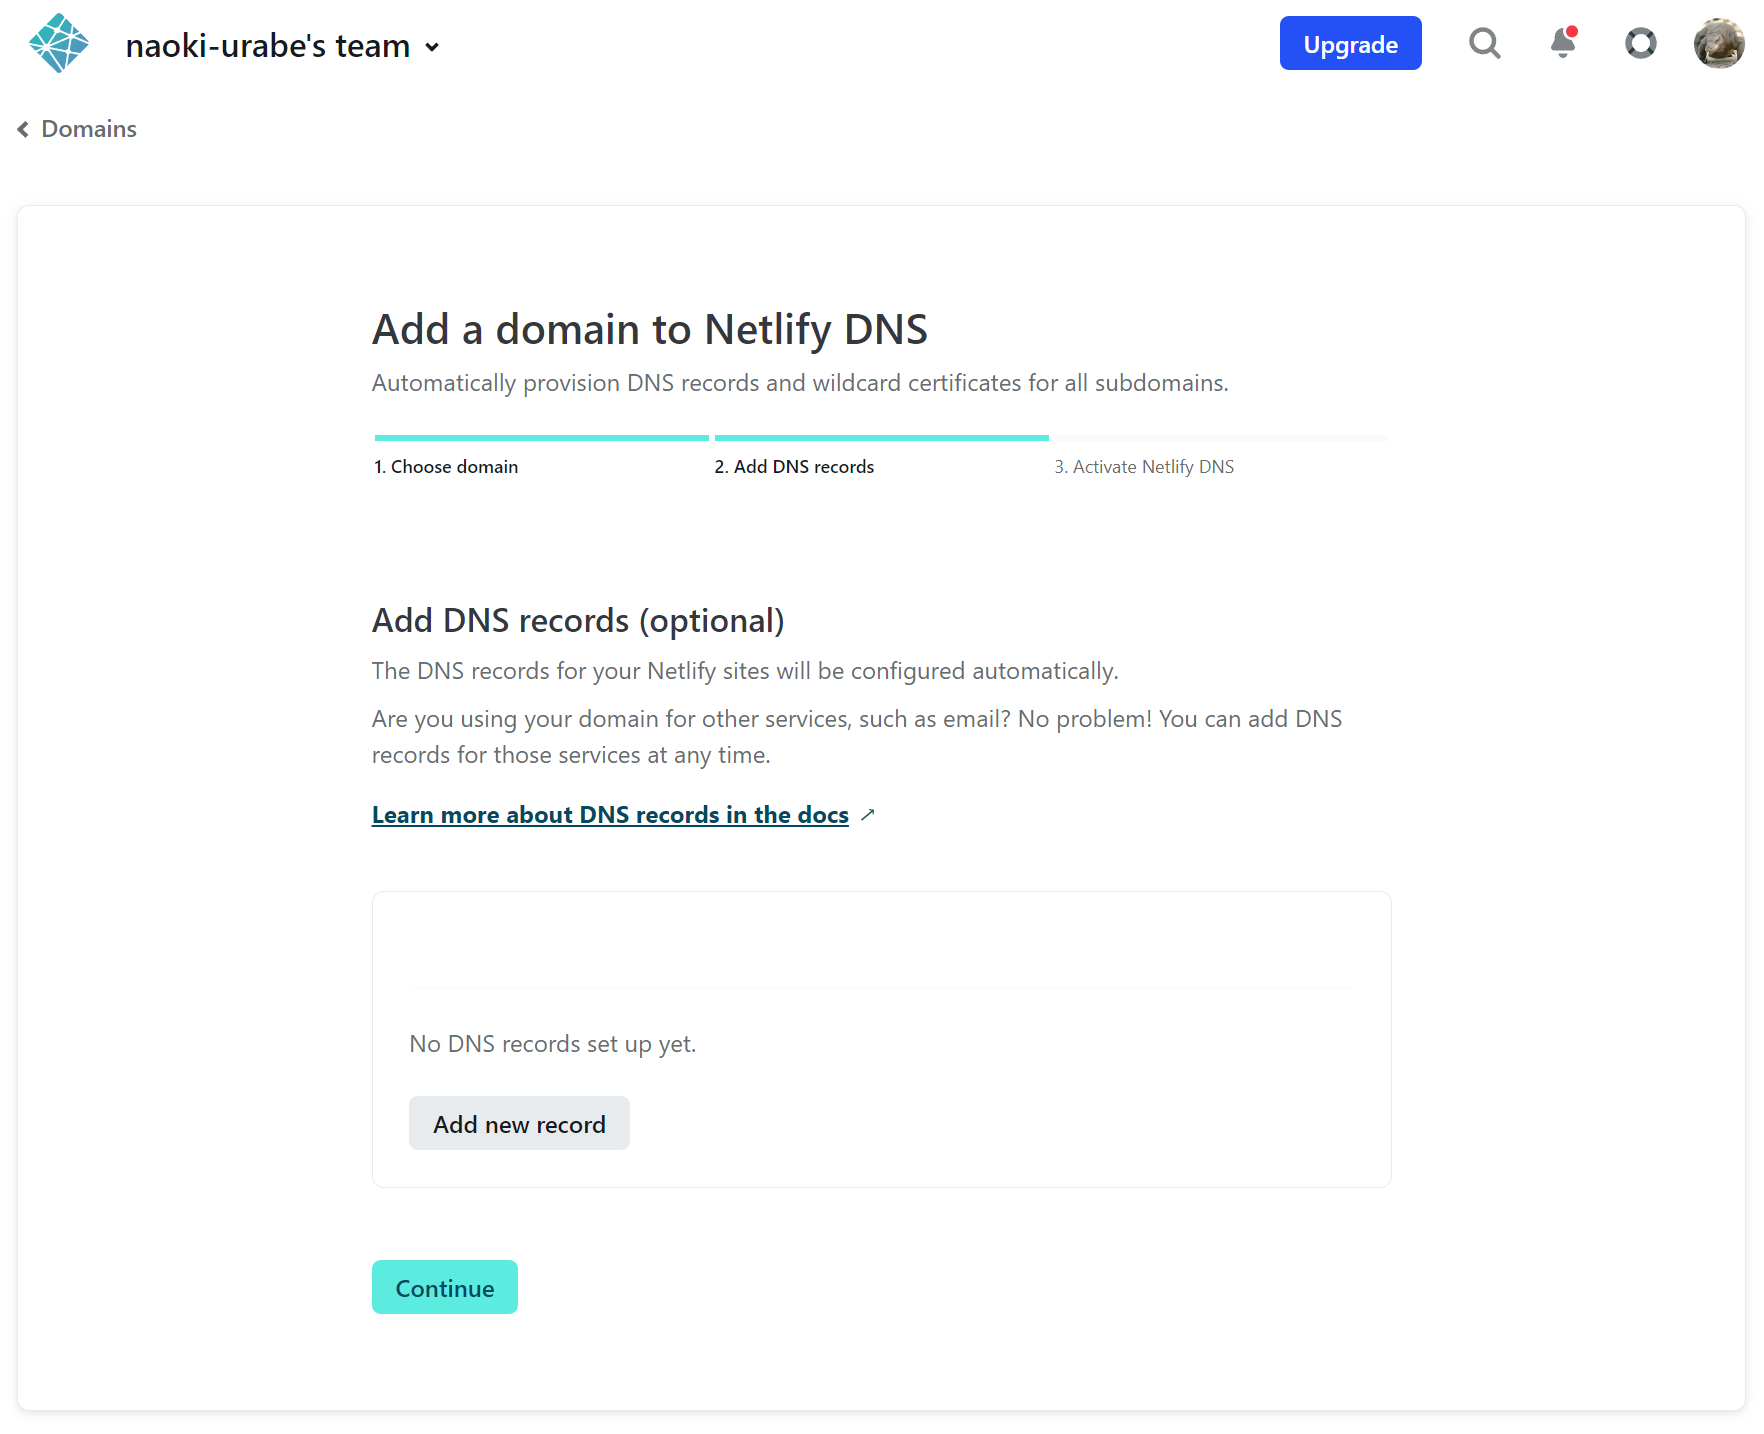 naoki-urabe's team
Upgrade
Domains
Add a domain to Netlify DNS
Automatically provision DNS records and wildcard certificates for all subdomains.
1. Choose domain
2. Add DNS records
3. Activate Netlify DNS
Add DNS records (optional)
The DNS records for your Netlify sites will be configured automatically.
Are you using your domain for other services, such as email? No problem! You can add DNS
records for those services at any time.
Learn more about DNS records in the docs
No DNS records set up yet.
Add new record
Continue